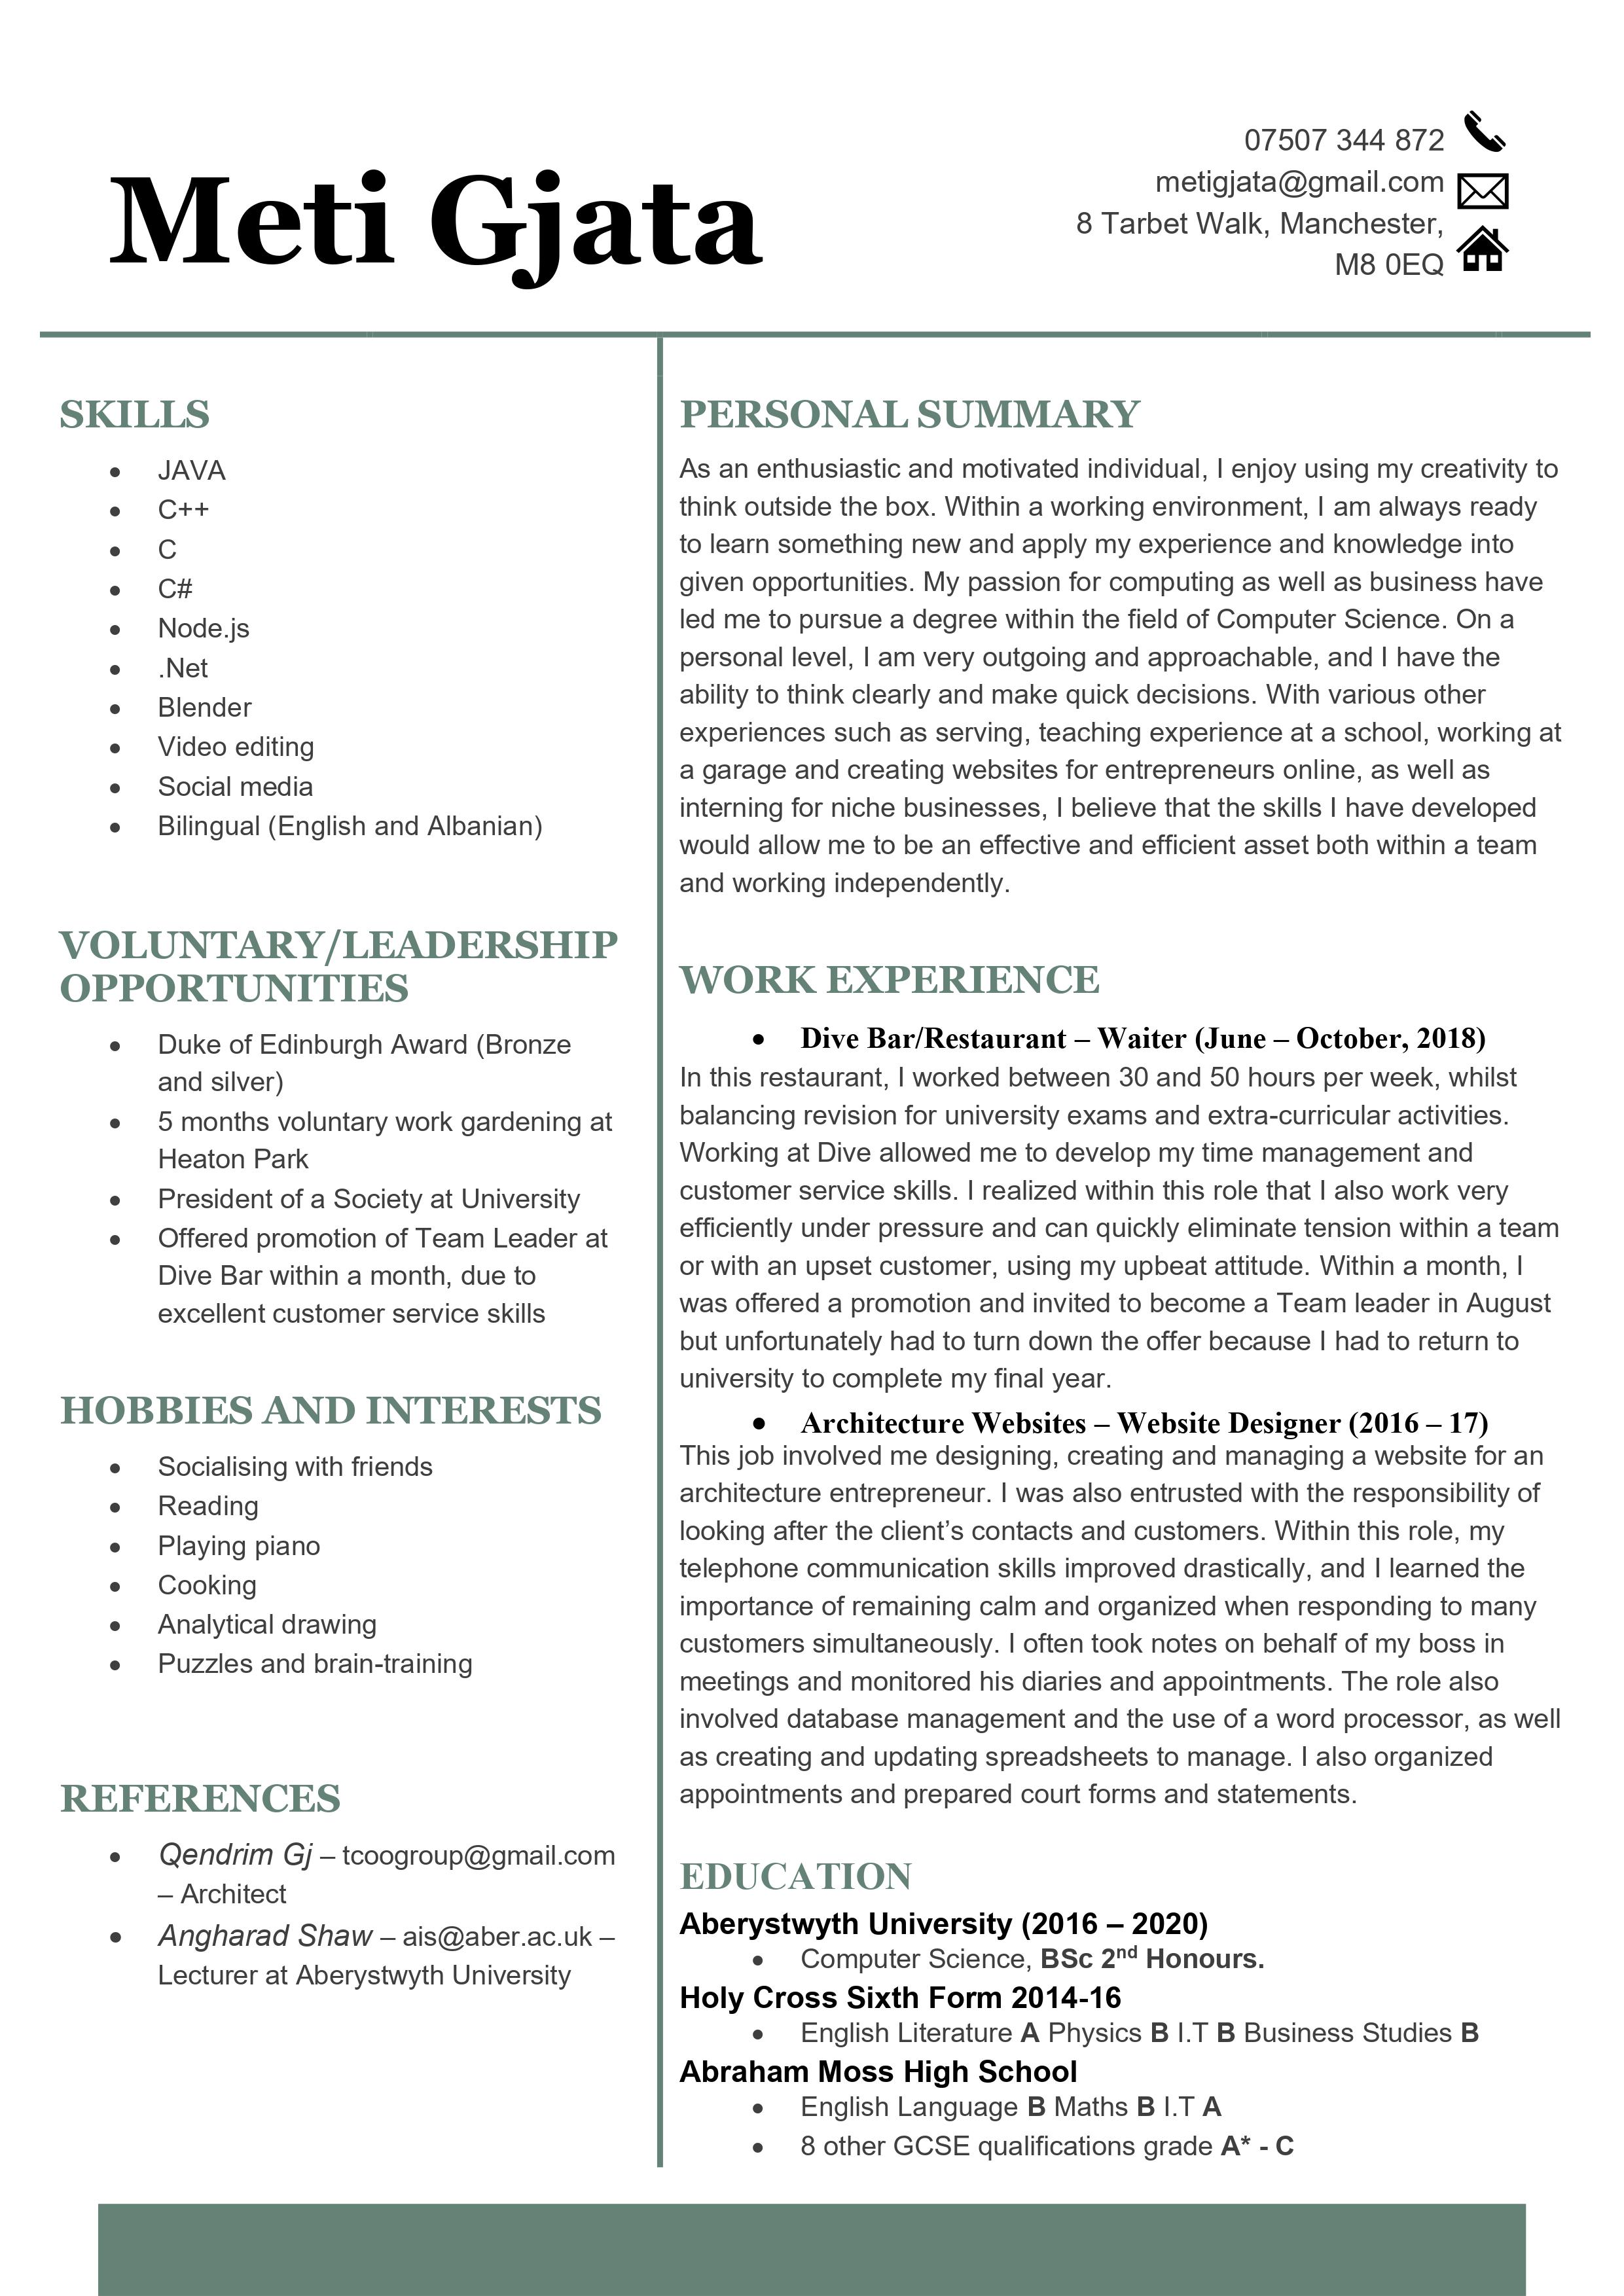 Meti Gjata
07507 344 872
metigjata@gmail.com
8 Tarbet Walk, Manchester,
M8 0EQ
SKILLS
• JAVA
• C++
• C
• C#
• Node.js
• .Net
• Blender
• Video editing
• Social media
• Bilingual (English and Albanian)
VOLUNTARY/LEADERSHIP
OPPORTUNITIES
• Duke of Edinburgh Award (Bronze
and silver)
• 5 months voluntary work gardening at
Heaton Park
• President of a Society at University
• Offered promotion of Team Leader at
Dive Bar within a month, due to
excellent customer service skills
HOBBIES AND INTERESTS
• Socialising with friends
• Reading
• Playing piano
• Cooking
• Analytical drawing
• Puzzles and brain-training
REFERENCES
• Qendrim Gj – tcoogroup@gmail.com
– Architect
• Angharad Shaw – ais@aber.ac.uk –
Lecturer at Aberystwyth University
PERSONAL SUMMARY
As an enthusiastic and motivated individual, I enjoy using my creativity to
think outside the box. Within a working environment, I am always ready
to learn something new and apply my experience and knowledge into
given opportunities. My passion for computing as well as business have
led me to pursue a degree within the field of Computer Science. On a
personal level, I am very outgoing and approachable, and I have the
ability to think clearly and make quick decisions. With various other
experiences such as serving, teaching experience at a school, working at
a garage and creating websites for entrepreneurs online, as well as
interning for niche businesses, I believe that the skills I have developed
would allow me to be an effective and efficient asset both within a team
and working independently.
WORK EXPERIENCE
• Dive Bar/Restaurant – Waiter (June – October, 2018)
In this restaurant, I worked between 30 and 50 hours per week, whilst
balancing revision for university exams and extra-curricular activities.
Working at Dive allowed me to develop my time management and
customer service skills. I realized within this role that I also work very
efficiently under pressure and can quickly eliminate tension within a team
or with an upset customer, using my upbeat attitude. Within a month, I
was offered a promotion and invited to become a Team leader in August
but unfortunately had to turn down the offer because I had to return to
university to complete my final year.
• Architecture Websites – Website Designer (2016 – 17)
This job involved me designing, creating and managing a website for an
architecture entrepreneur. I was also entrusted with the responsibility of
looking after the client’s contacts and customers. Within this role, my
telephone communication skills improved drastically, and I learned the
importance of remaining calm and organized when responding to many
customers simultaneously. I often took notes on behalf of my boss in
meetings and monitored his diaries and appointments. The role also
involved database management and the use of a word processor, as well
as creating and updating spreadsheets to manage. I also organized
appointments and prepared court forms and statements.
EDUCATION
Aberystwyth University (2016 – 2020)
• Computer Science, BSc 2nd Honours.
Holy Cross Sixth Form 2014-16
• English Literature A Physics B I.T B Business Studies B
Abraham Moss High School
• English Language B Maths B I.T A
• 8 other GCSE qualifications grade A* - C